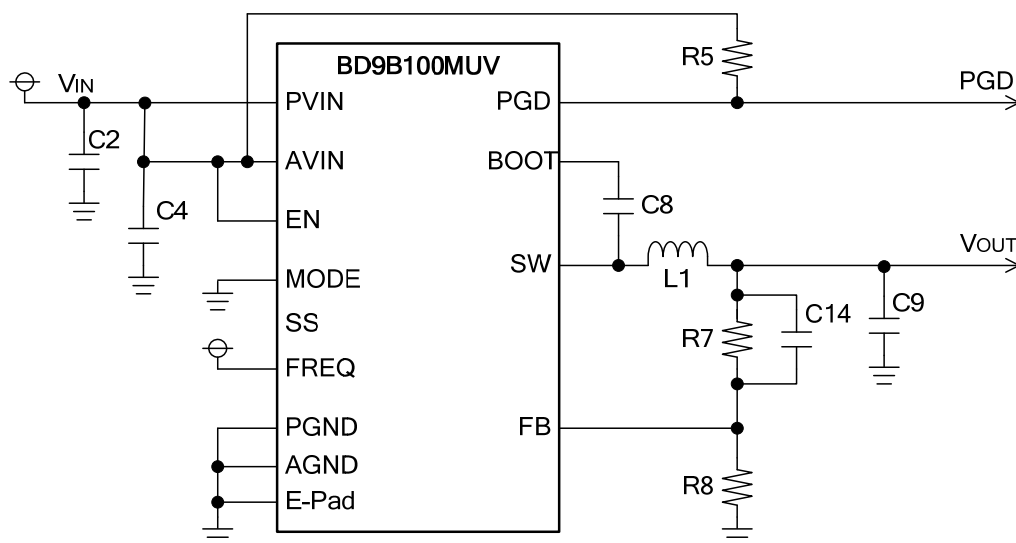 BD9B100MUV
R5
VIN
PVIN
PGD
PGD
C2
AVIN
BOOT
C4
C8
EN
VOUT
SW
MODE
L1
C9
C14
SS
R7
FREQ
PGND
FB
AGND
R8
E-Pad